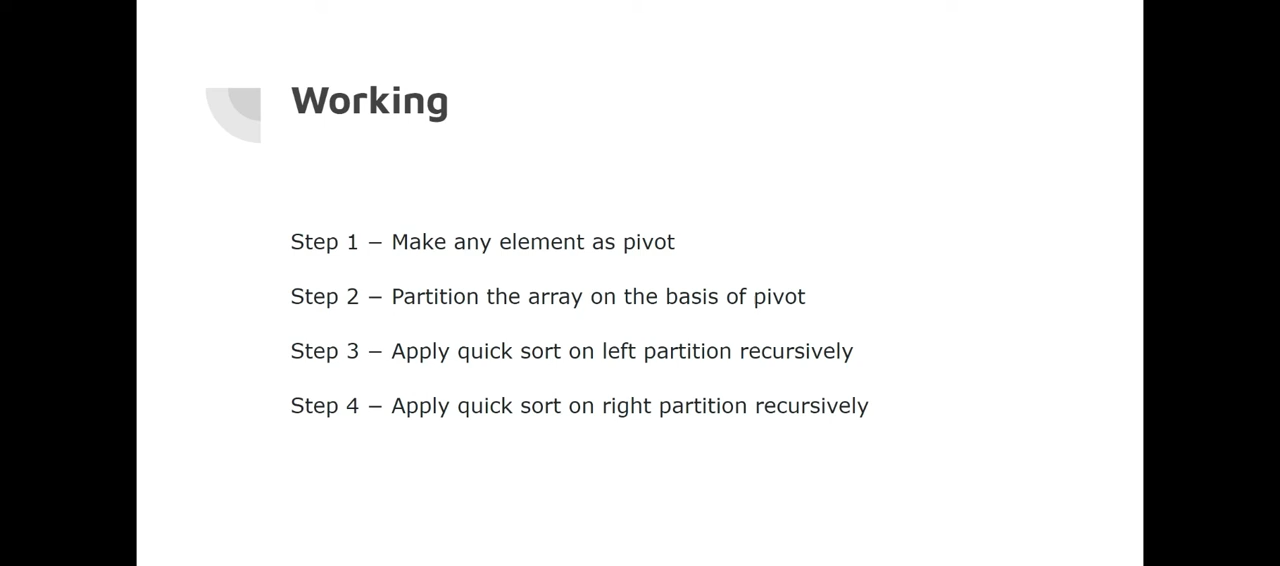 Working
Step 1 − Make any element as pivot
Step 2 − Partition the array on the basis of pivot
Step 3 − Apply quick sort on left partition recursively
Step 4 − Apply quick sort on right partition recursively